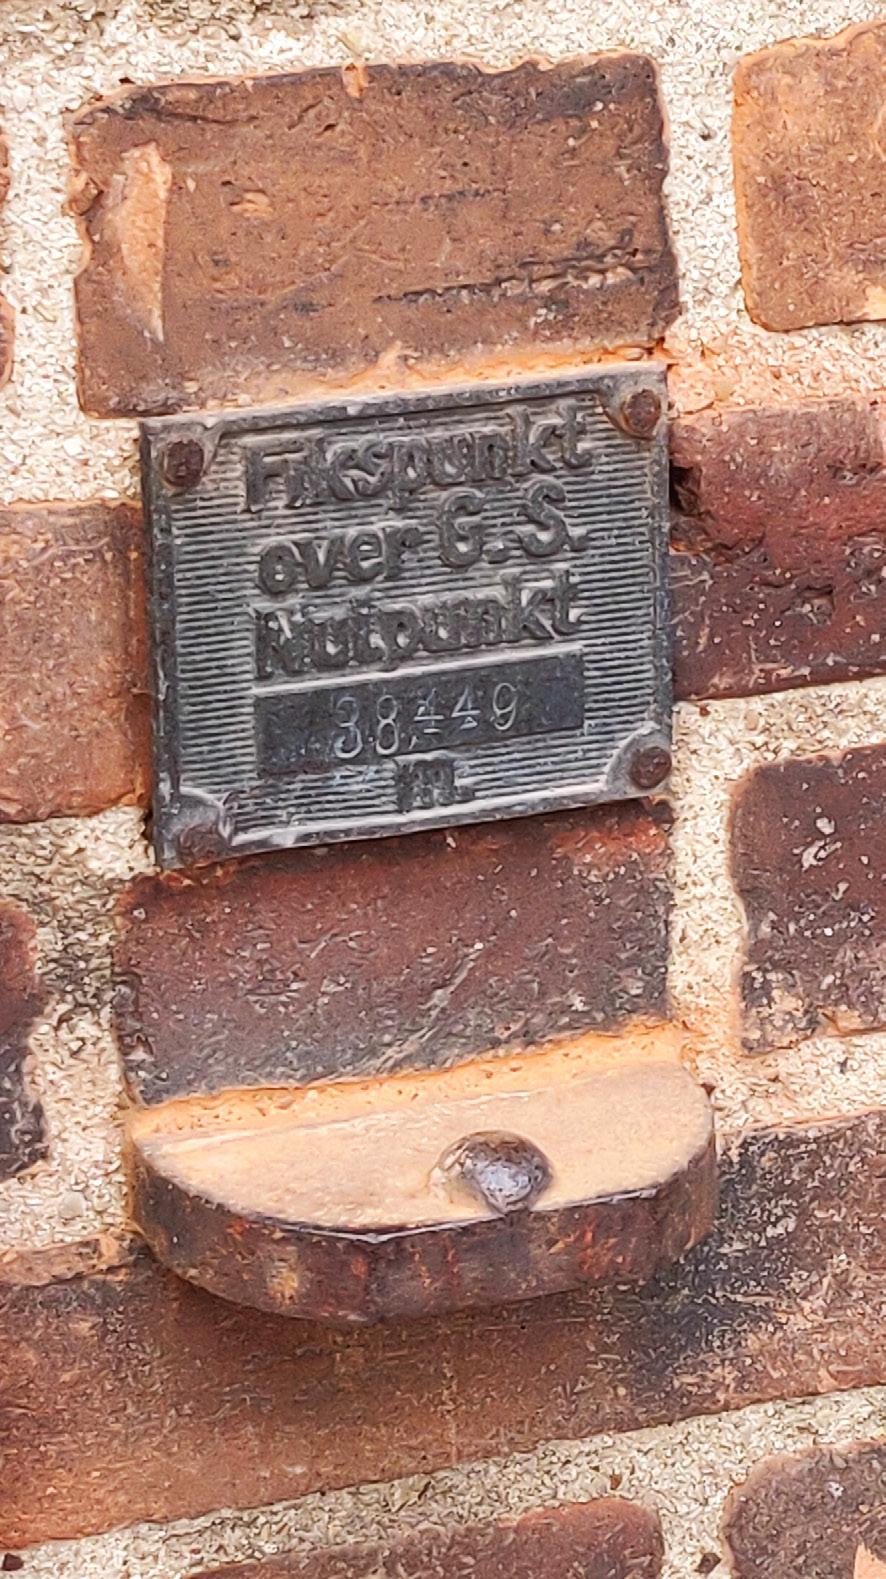 Fikspunkt
over G.S.
Nulpunkt
38,449
m.